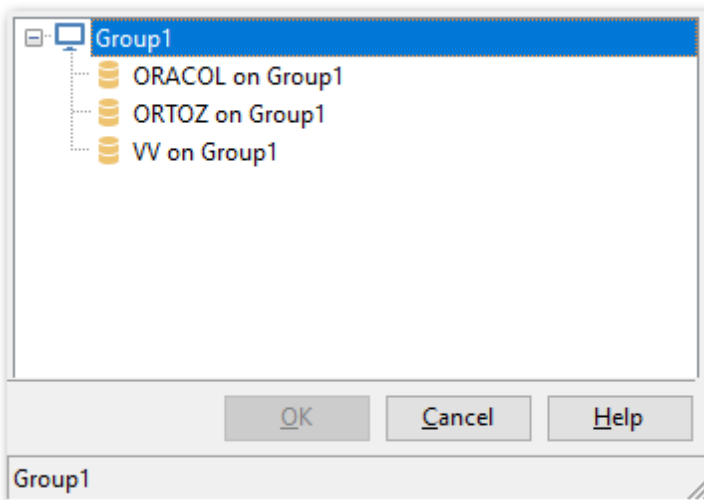 Group1
ORACOL on Group1
ORTOZ on Group1
VV on Group1
OK Cancel Help
Group1